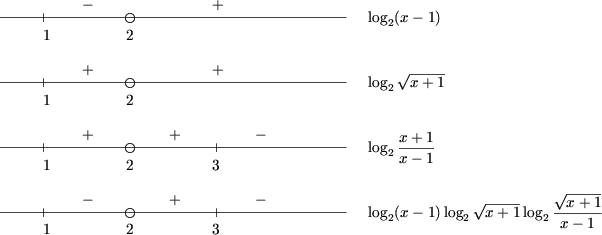 − +
1 2 log₂(x − 1)
+ +
1 2 log₂ √(x + 1)
+ + −
1 2 3 log₂ (x + 1)/(x − 1)
− + −
1 2 3 log₂(x − 1) log₂ √(x + 1) log₂ √(x + 1)/(x − 1)